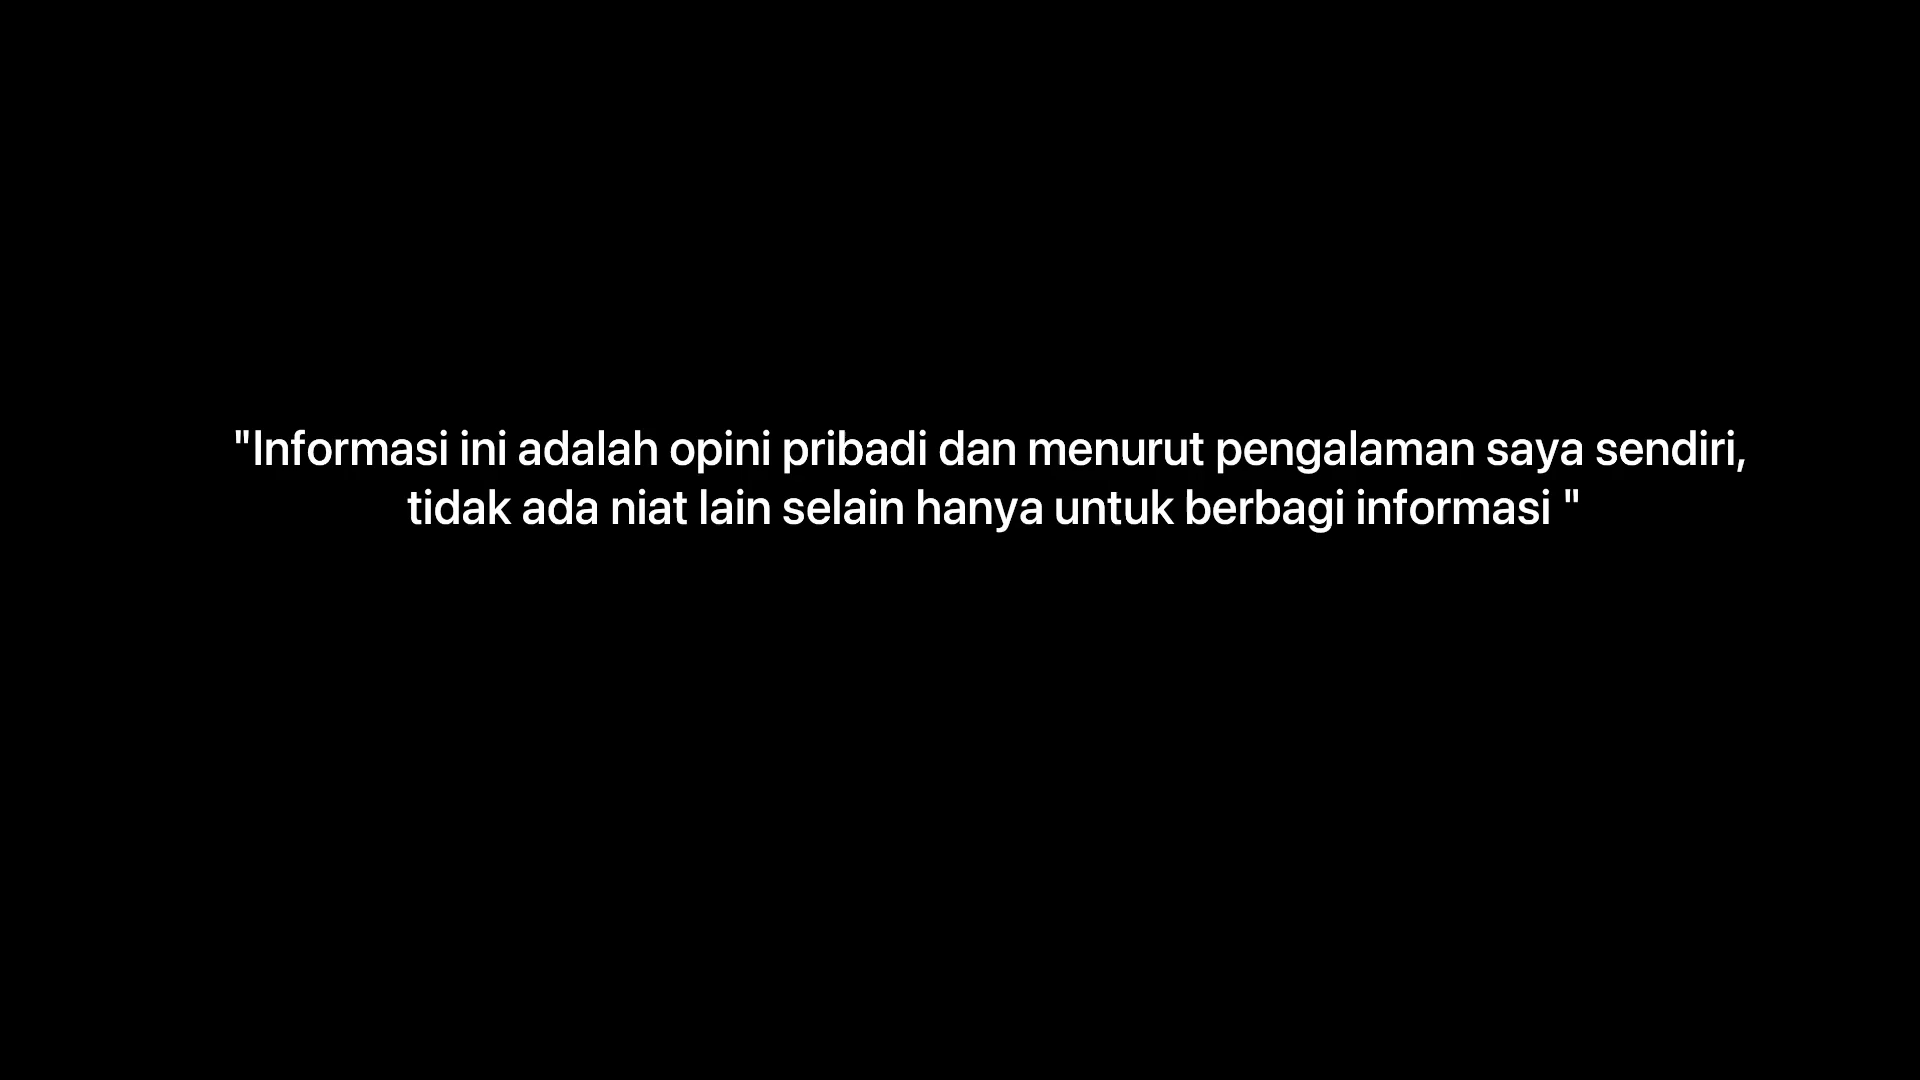 "Informasi ini adalah opini pribadi dan menurut pengalaman saya sendiri,
tidak ada niat lain selain hanya untuk berbagi informasi "